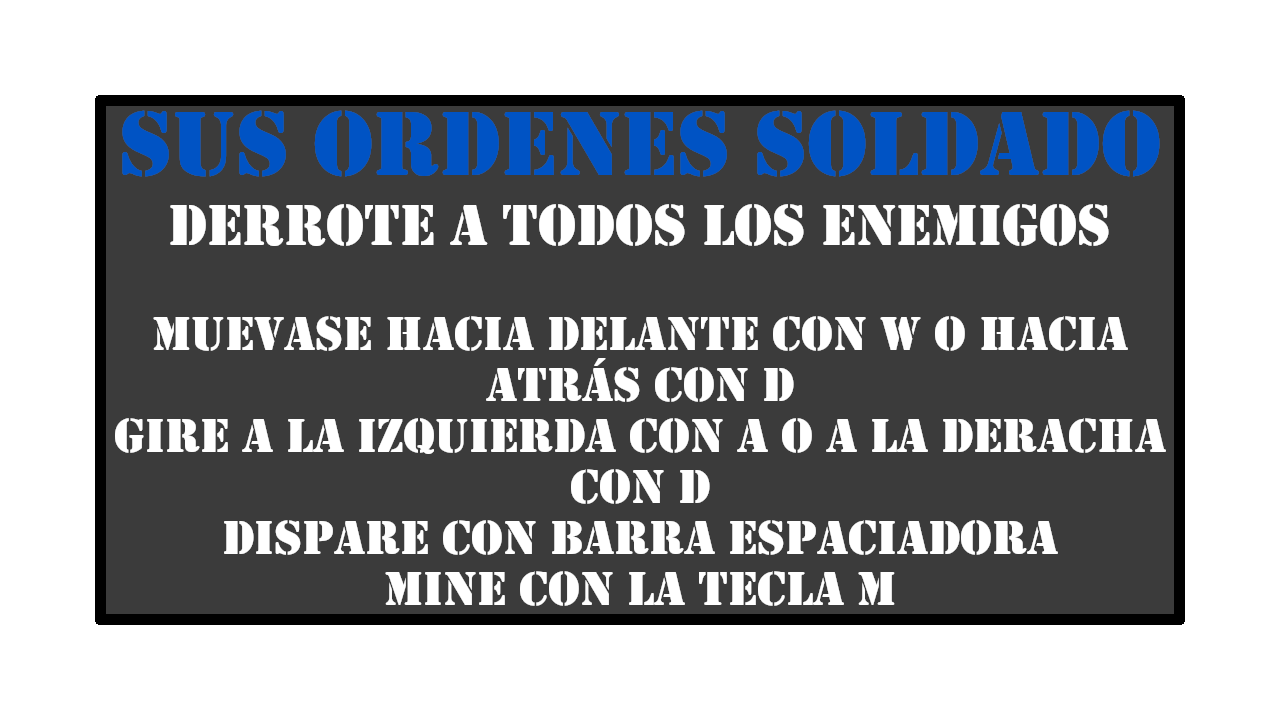 SUS ORDENES SOLDADO
DERROTE A TODOS LOS ENEMIGOS
MUEVASE HACIA DELANTE CON W O HACIA
ATRÁS CON D
GIRE A LA IZQUIERDA CON A O A LA DERACHA
CON D
DISPARE CON BARRA ESPACIADORA
MINE CON LA TECLA M